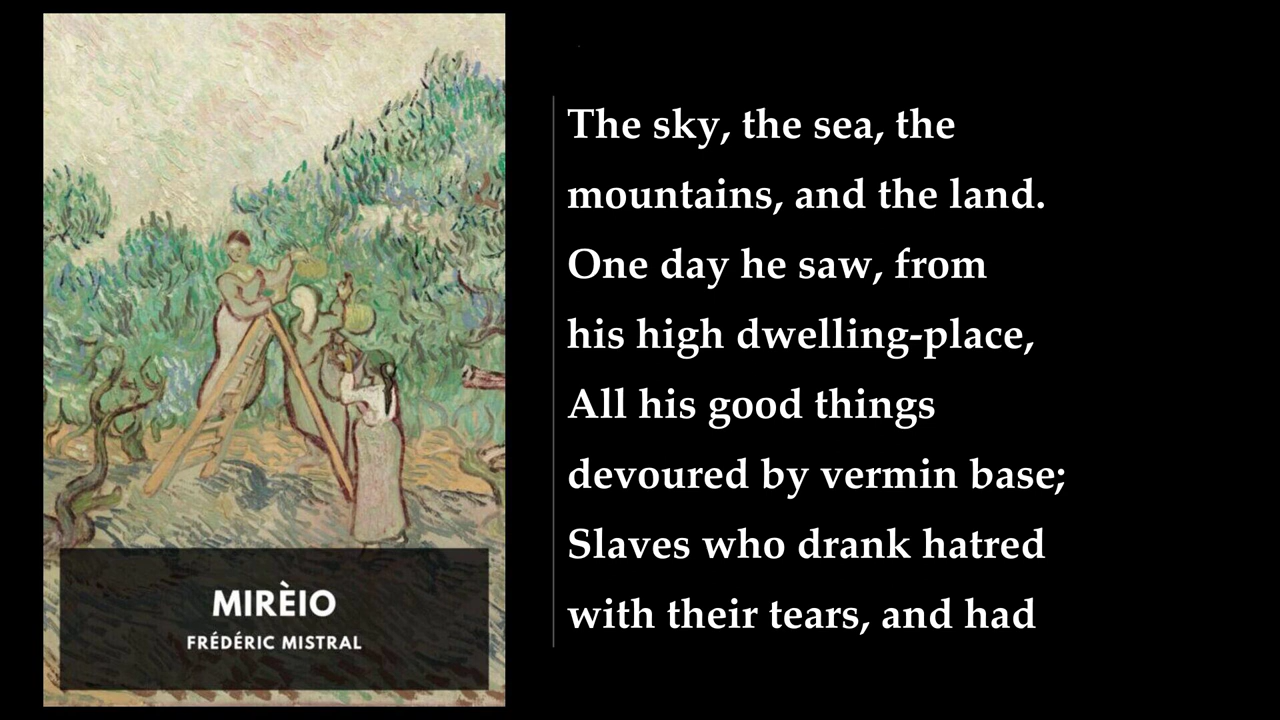 MIRÈIO
FRÉDÉRIC MISTRAL
The sky, the sea, the
mountains, and the land.
One day he saw, from
his high dwelling-place,
All his good things
devoured by vermin base;
Slaves who drank hatred
with their tears, and had